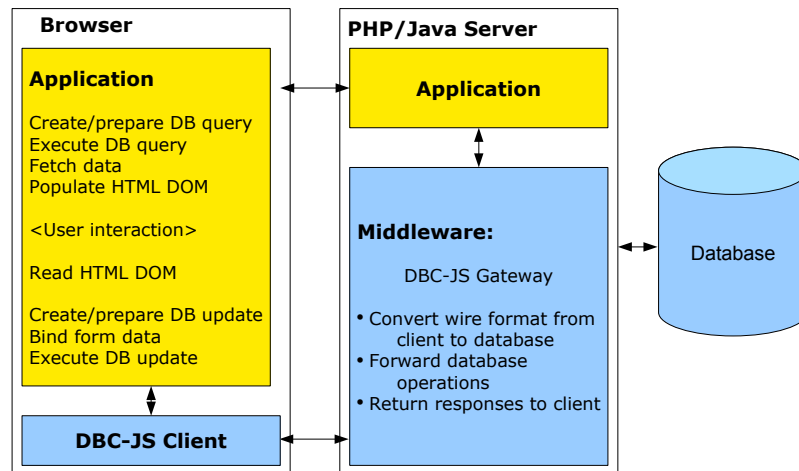 Browser
Application
Create/prepare DB query
Execute DB query
Fetch data
Populate HTML DOM
<User interaction>
Read HTML DOM
Create/prepare DB update
Bind form data
Execute DB update
DBC-JS Client
PHP/Java Server
Application
Middleware:
DBC-JS Gateway
• Convert wire format from
client to database
• Forward database
operations
• Return responses to client
Database